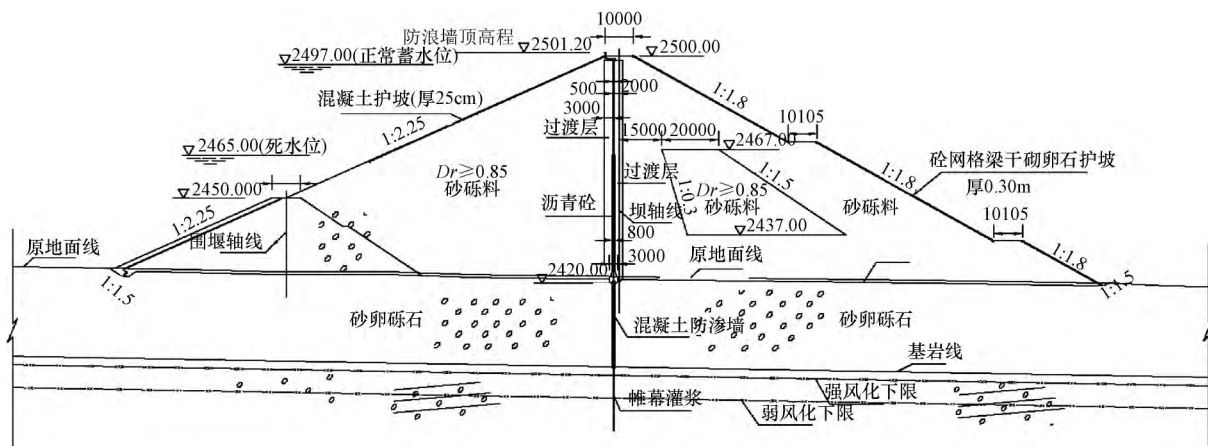 10000
防浪墙顶高程
▽2501.20
▽2500.00
▽2497.00(正常蓄水位)
500
2000
混凝土护坡(厚25cm)
3000
1:1.8
10105
过渡层
15000
20000
▽2467.00
1:2.25
▽2465.00(死水位)
Dr≥0.85
砂砾料
过渡层
1:1.5
砼网格梁干砌卵石护坡
厚0.30m
▽2450.000
1:0.3
Dr≥0.85
砂砾料
1:1.8
沥青砼
坝轴线
砂砾料
10105
1:2.25
围堰轴线
800
▽2437.00
原地面线
原地面线
3000
1:1.8
▽2420.00
1:1.5
1:1.5
砂卵砾石
混凝土防渗墙
砂卵砾石
基岩线
强风化下限
帷幕灌浆
弱风化下限